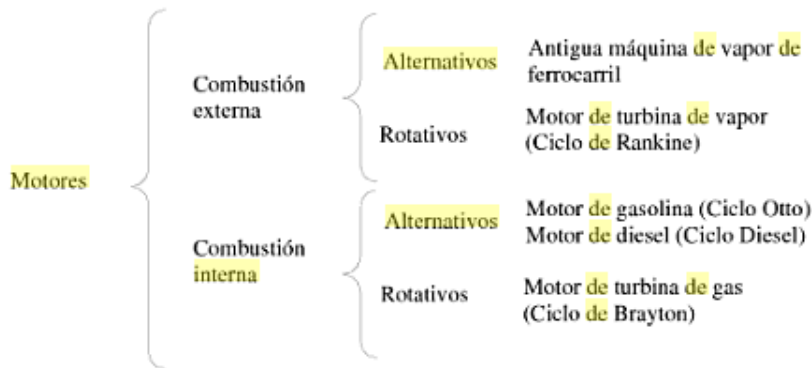 Motores
Combustión
externa
Alternativos
Antigua máquina de vapor de
ferrocarril
Rotativos
Motor de turbina de vapor
(Ciclo de Rankine)
Combustión
interna
Alternativos
Motor de gasolina (Ciclo Otto)
Motor de diesel (Ciclo Diesel)
Rotativos
Motor de turbina de gas
(Ciclo de Brayton)